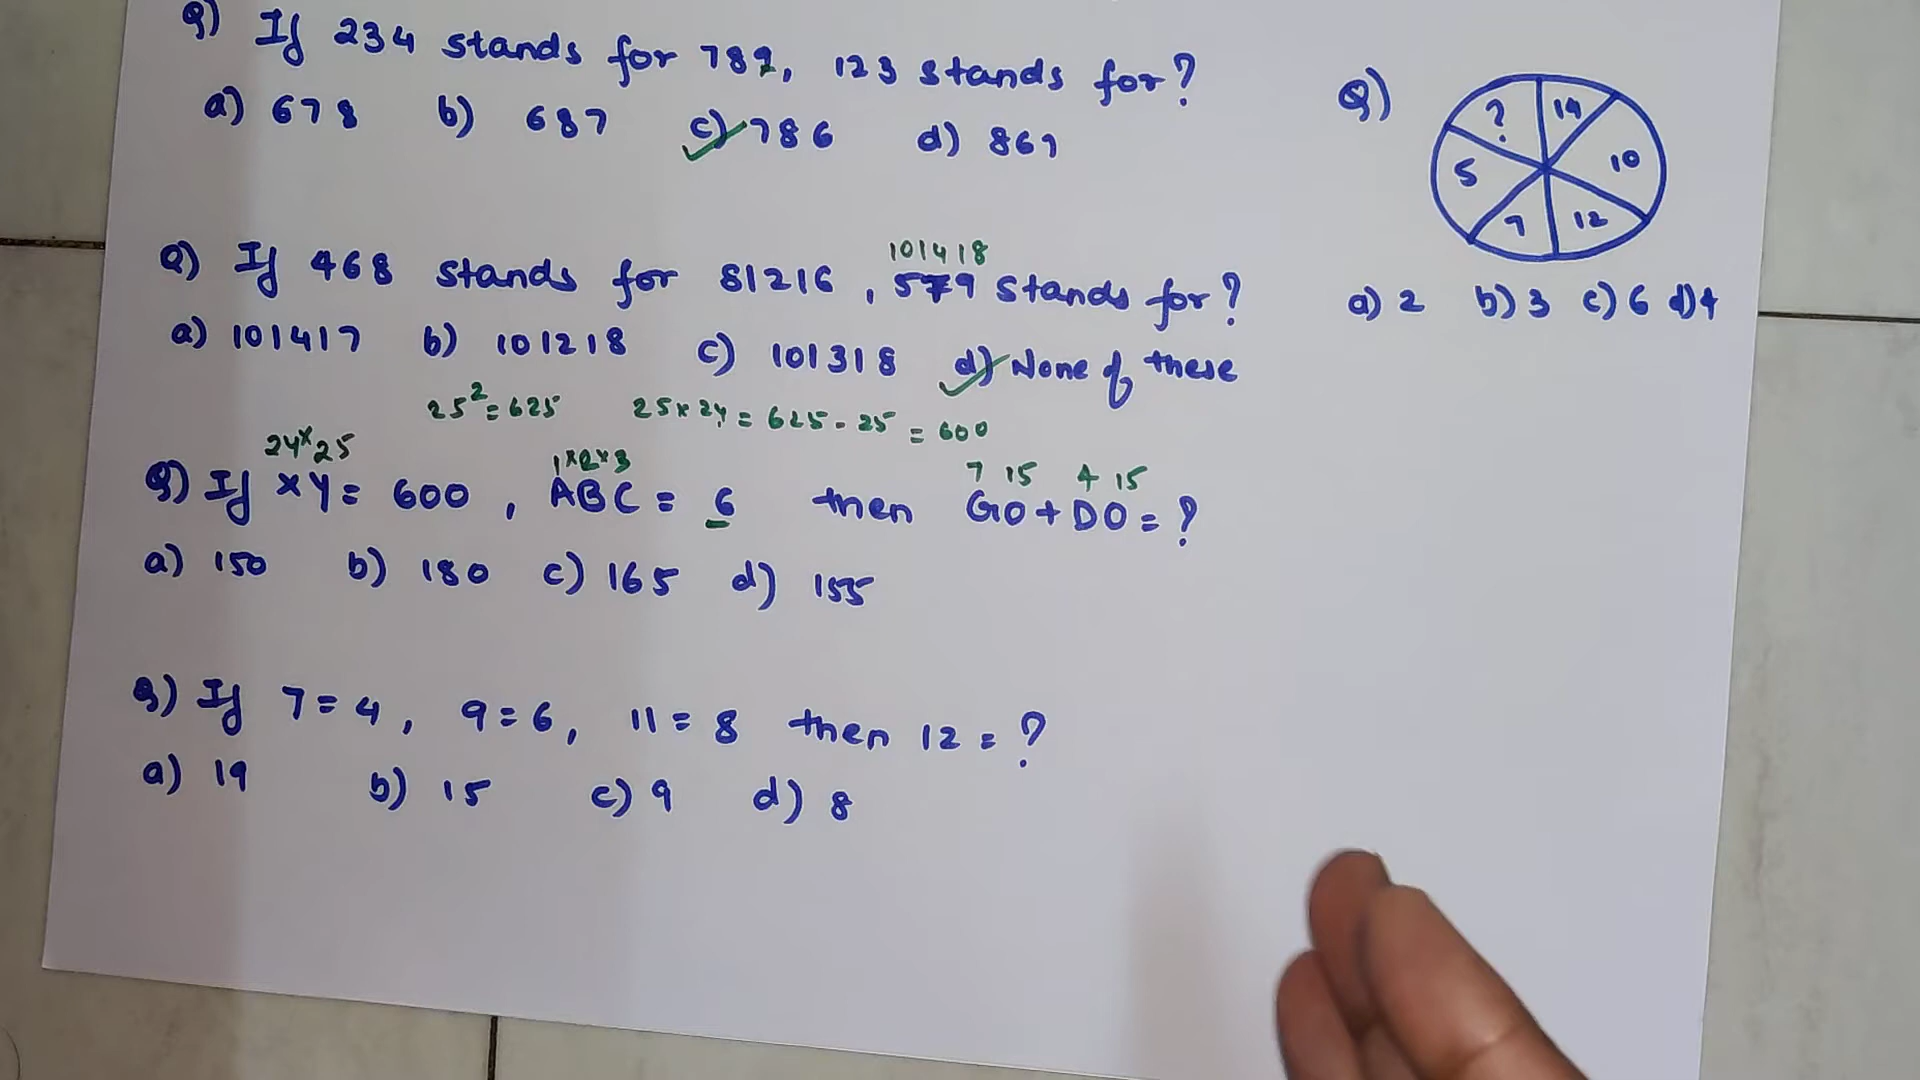 Q) If 234 stands for 789, 123 stands for?
a) 678 b) 687 c) 786 d) 869
101418
Q) If 468 stands for 81216, 579 stands for?
a) 101417 b) 101218 c) 101318 d) None of these
25² = 625 25 x 24 = 625 - 25 = 600
24 x 25 1 x 2 x 3 7 15 4 15
Q) If XY = 600, ABC = 6 then GO + DO = ?
a) 150 b) 180 c) 165 d) 155
Q) If 7 = 4, 9 = 6, 11 = 8 then 12 = ?
a) 19 b) 15 c) 9 d) 8
Q)
? 14
5 10
7 12
a) 2 b) 3 c) 6 d) 4